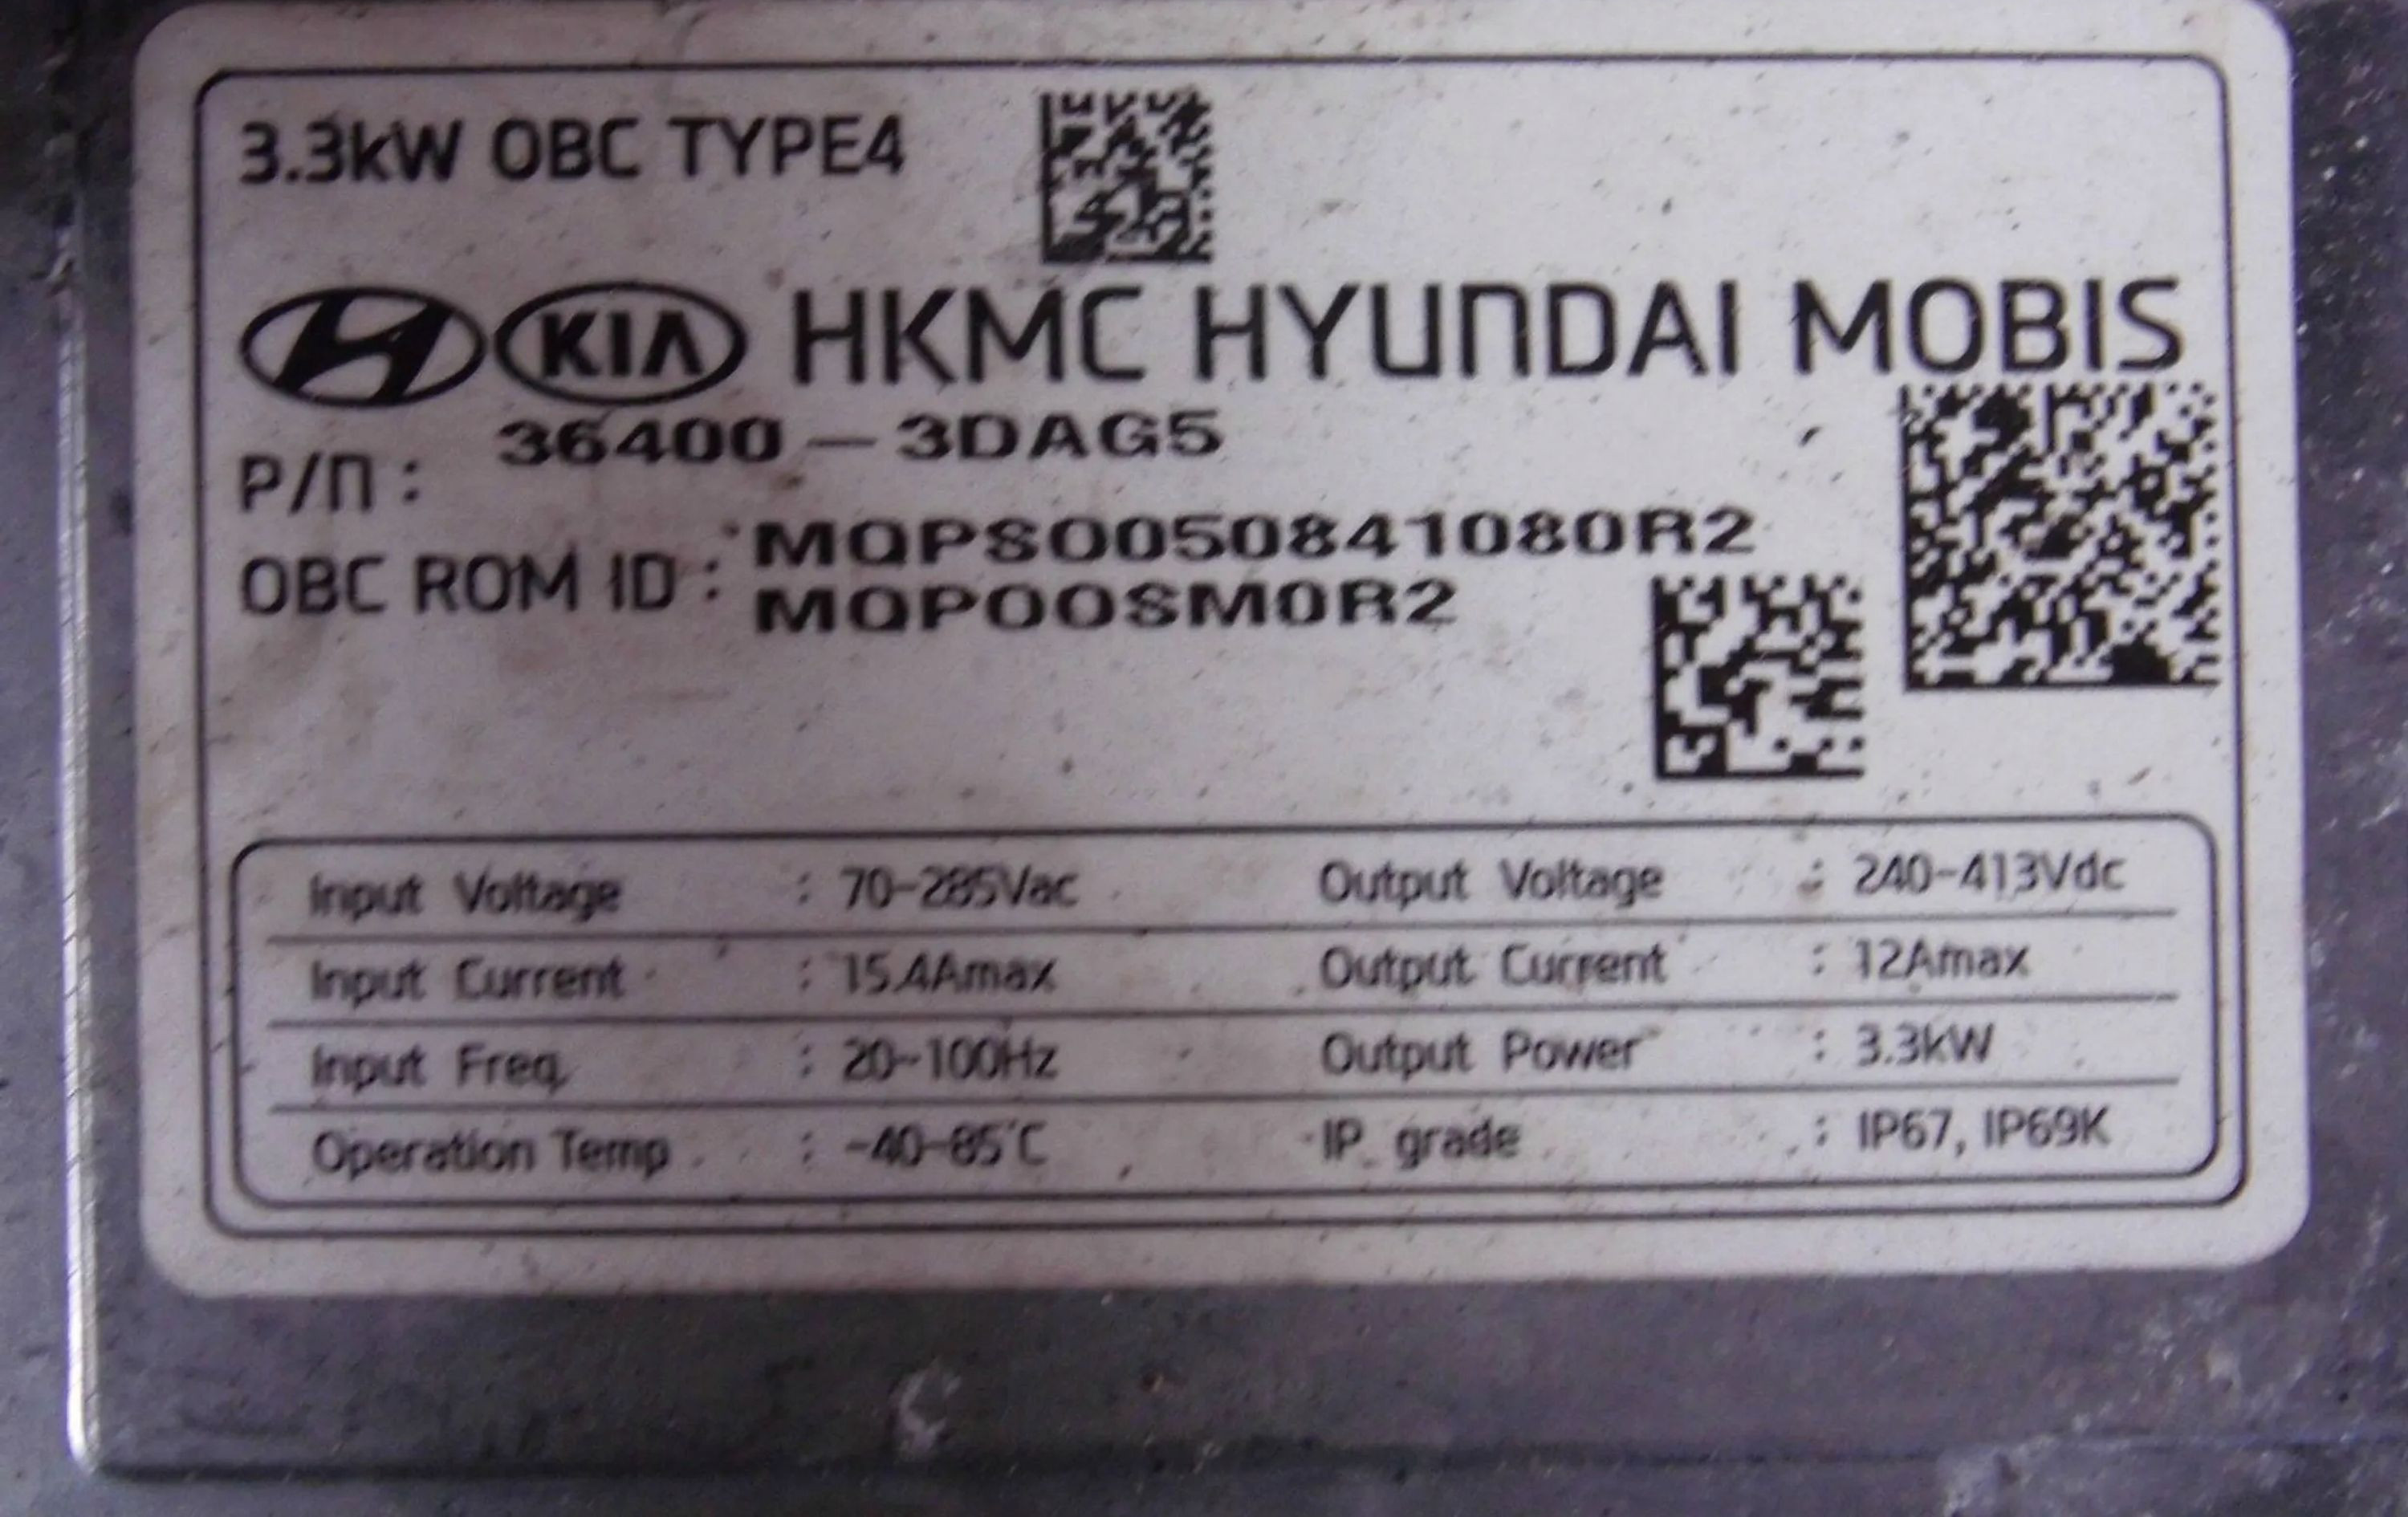 3.3kW OBC TYPE4
KIA HKMC HYUNDAI MOBIS
P/N : 36400-3DAG5
OBC ROM ID : MQPS0050841080R2
MQP00SM0R2
Input Voltage : 70-285Vac Output Voltage : 240-413Vdc
Input Current : 15.4Amax Output Current : 12Amax
Input Freq. : 20-100Hz Output Power : 3.3kW
Operation Temp : -40-85°C IP grade : IP67, IP69K